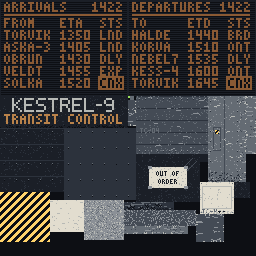 ARRIVALS 1422
FROM ETA STS
TORVIK 1350 LND
ASKA-3 1405 LND
OBRUN 1430 DLY
VELDT 1455 EXP
SOLKA 1520 CNX
DEPARTURES 1422
TO ETD STS
HALDE 1440 BRD
KORVA 1510 ONT
NEBEL7 1535 DLY
KESS-4 1600 ONT
TORVIK 1645 CNX
KESTREL-9
TRANSIT CONTROL
OUT OF
ORDER